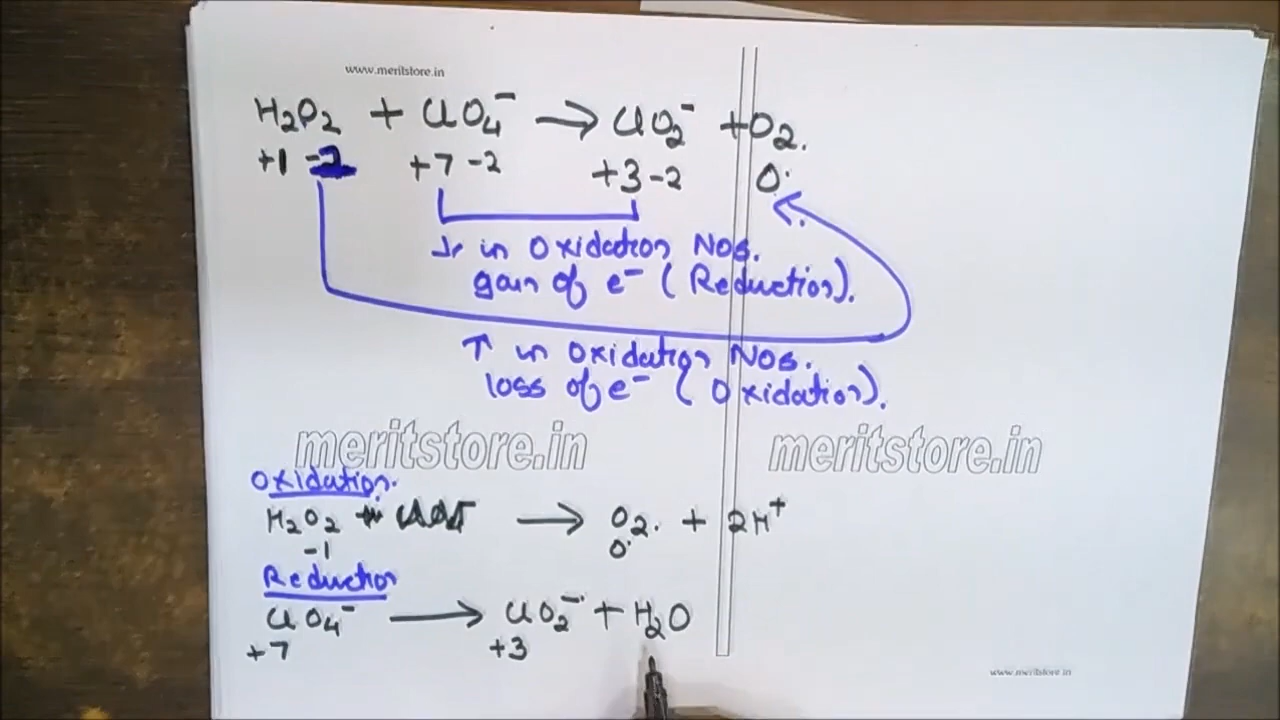 www.meritstore.in
H₂O₂ + ClO₄⁻ → ClO₂⁻ + O₂.
+1 +7 -2 +3 -2 0.
↓ in Oxidation Nos.
gain of e⁻ (Reduction).
↑ in Oxidation Nos.
loss of e⁻ (Oxidation).
meritstore.in meritstore.in
Oxidation.
H₂O₂ → O₂. + 2H⁺
-1 0.
Reduction
ClO₄⁻ → ClO₂⁻ + H₂O
+7 +3
www.meritstore.in